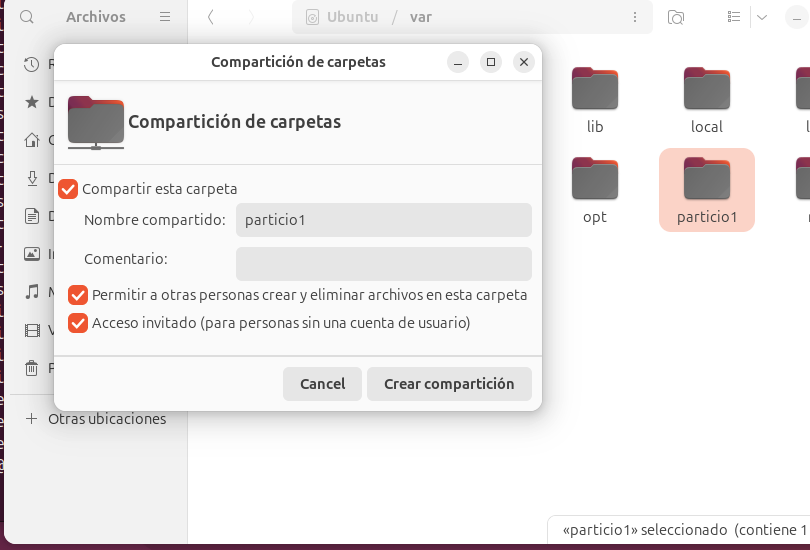 Archivos
Ubuntu / var
Compartición de carpetas
Compartición de carpetas
Compartir esta carpeta
Nombre compartido: particio1
Comentario:
Permitir a otras personas crear y eliminar archivos en esta carpeta
Acceso invitado (para personas sin una cuenta de usuario)
Cancel
Crear compartición
+ Otras ubicaciones
lib
local
opt
particio1
«particio1» seleccionado (contiene 1